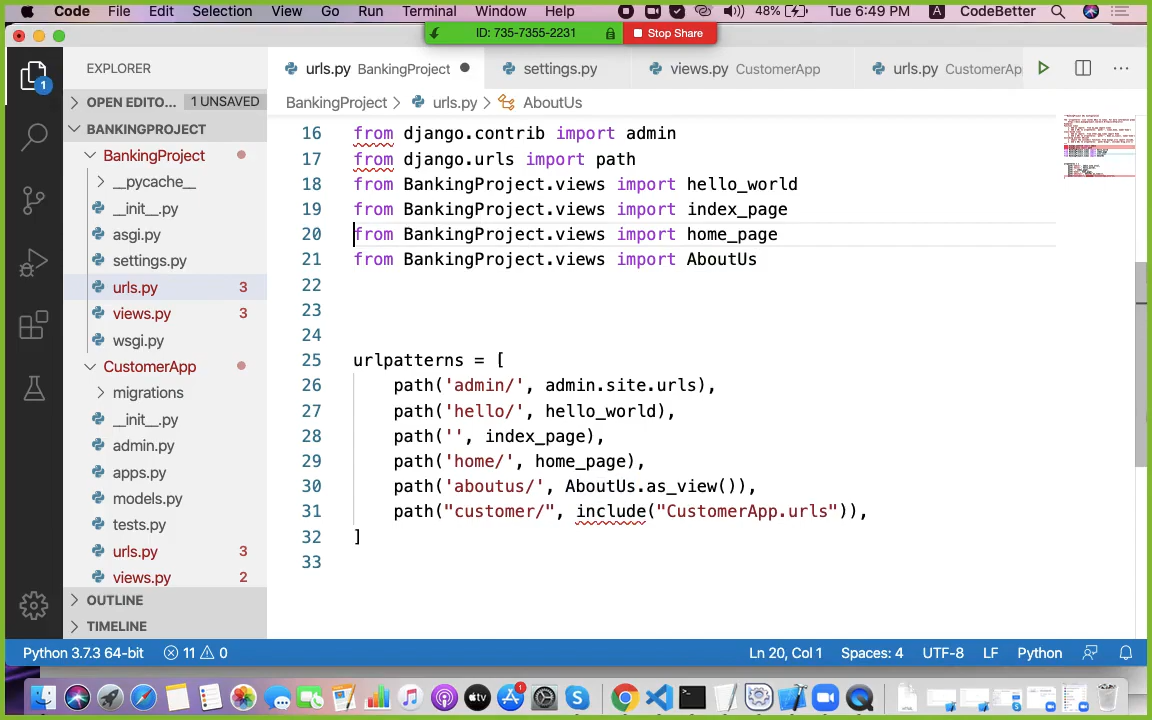 Code File Edit Selection View Go Run Terminal Window Help 48% Tue 6:49 PM A CodeBetter
ID: 735-7355-2231 Stop Share
EXPLORER
urls.py BankingProject
settings.py
views.py CustomerApp
urls.py CustomerAp
OPEN EDITO... 1 UNSAVED
BankingProject > urls.py > AboutUs
BANKINGPROJECT
BankingProject
__pycache__
__init__.py
asgi.py
settings.py
urls.py 3
views.py 3
wsgi.py
CustomerApp
migrations
__init__.py
admin.py
apps.py
models.py
tests.py
urls.py 3
views.py 2
OUTLINE
TIMELINE
1
16 from django.contrib import admin
17 from django.urls import path
18 from BankingProject.views import hello_world
19 from BankingProject.views import index_page
20 from BankingProject.views import home_page
21 from BankingProject.views import AboutUs
22
23
24
25 urlpatterns = [
26 path('admin/', admin.site.urls),
27 path('hello/', hello_world),
28 path('', index_page),
29 path('home/', home_page),
30 path('aboutus/', AboutUs.as_view()),
31 path("customer/", include("CustomerApp.urls")),
32 ]
33
Python 3.7.3 64-bit 11 0 Ln 20, Col 1 Spaces: 4 UTF-8 LF Python